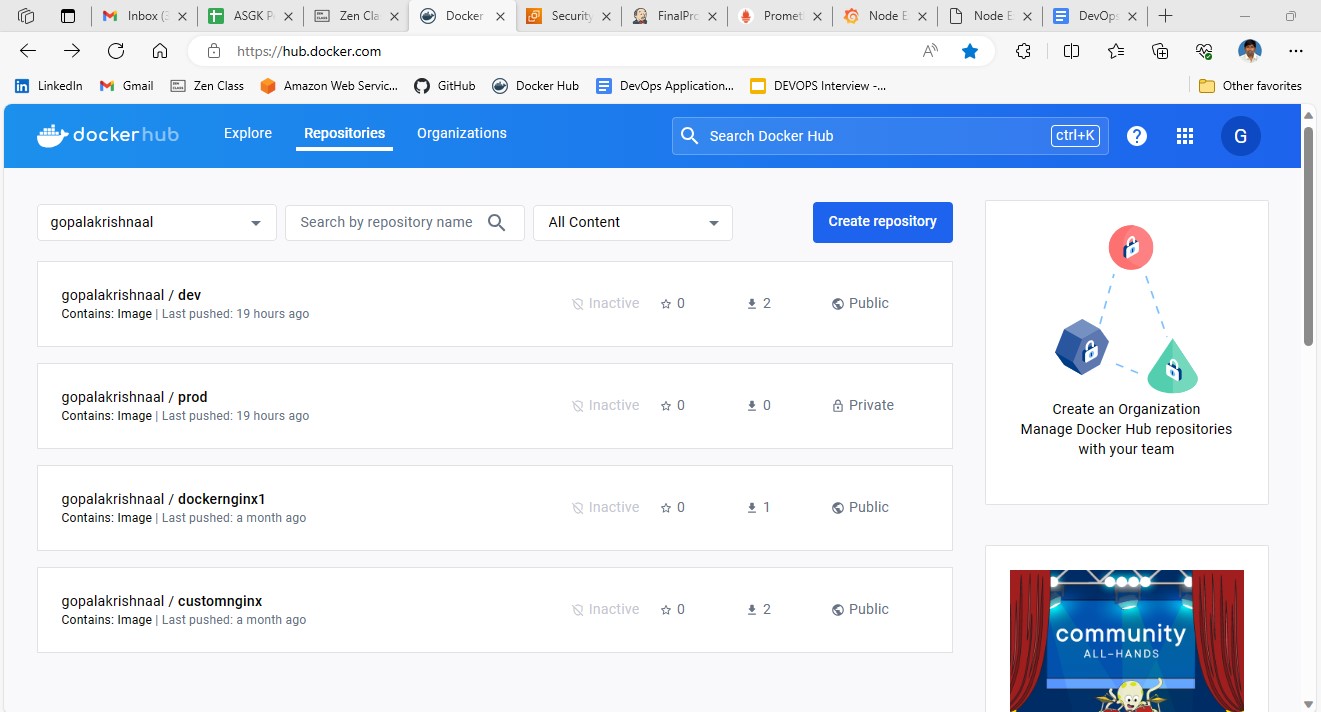 Inbox (3
ASGK P
Zen Cla
Docker
Security
FinalPro
Promet
Node E
Node E
DevOps
https://hub.docker.com
LinkedIn
Gmail
Zen Class
Amazon Web Servic...
GitHub
Docker Hub
DevOps Application...
DEVOPS Interview -...
Other favorites
dockerhub
Explore
Repositories
Organizations
Search Docker Hub
ctrl+K
?
G
gopalakrishnaal
Search by repository name
All Content
Create repository
gopalakrishnaal / dev
Contains: Image | Last pushed: 19 hours ago
Inactive
0
2
Public
gopalakrishnaal / prod
Contains: Image | Last pushed: 19 hours ago
Inactive
0
0
Private
gopalakrishnaal / dockernginx1
Contains: Image | Last pushed: a month ago
Inactive
0
1
Public
gopalakrishnaal / customnginx
Contains: Image | Last pushed: a month ago
Inactive
0
2
Public
Create an Organization
Manage Docker Hub repositories
with your team
community
ALL-HANDS